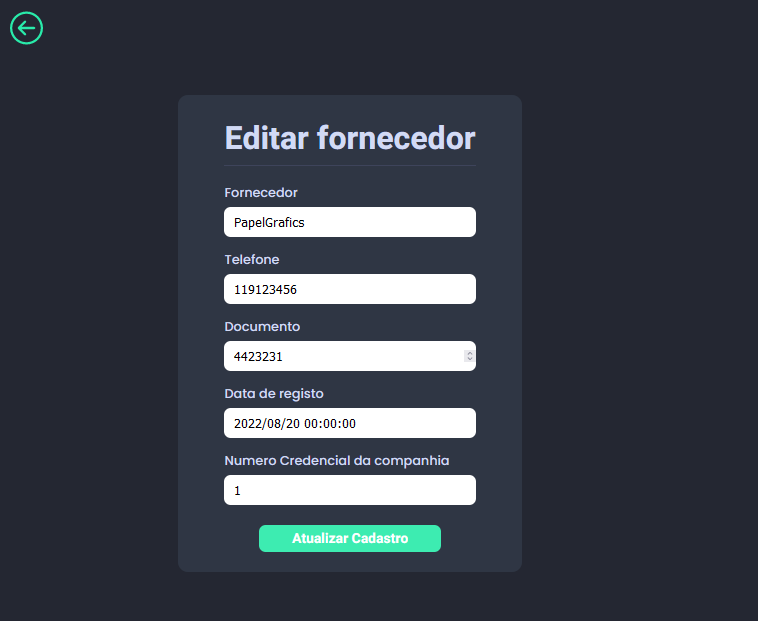 Editar fornecedor
Fornecedor
PapelGrafics
Telefone
119123456
Documento
4423231
Data de registo
2022/08/20 00:00:00
Numero Credencial da companhia
1
Atualizar Cadastro